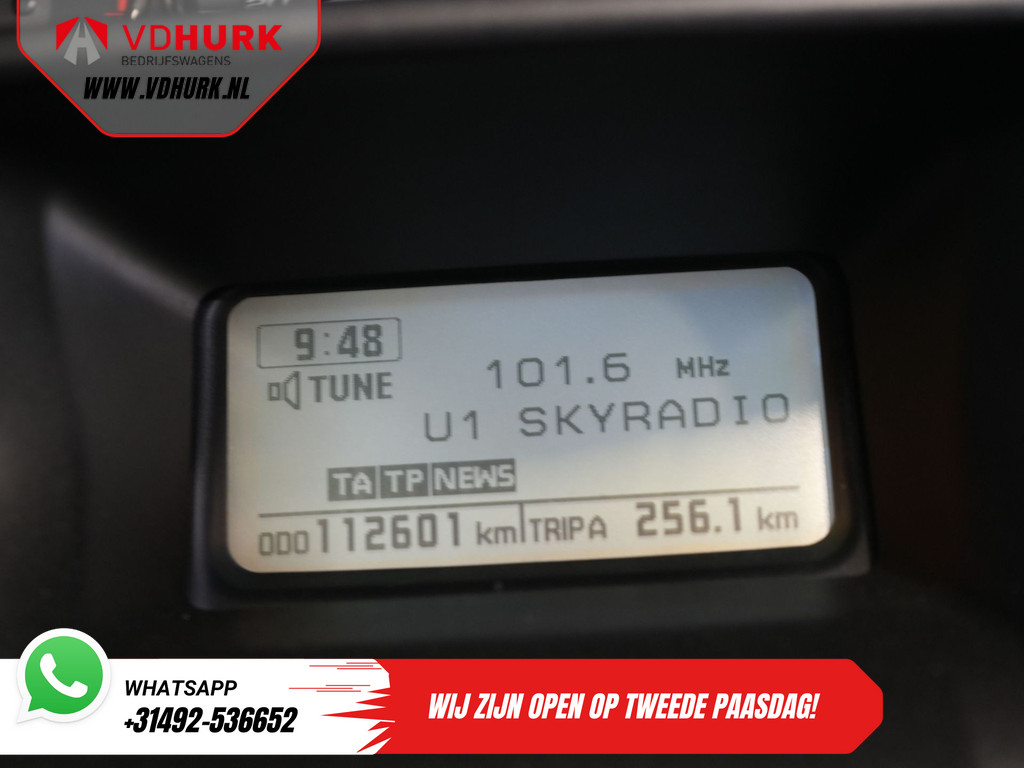 VDHURK
BEDRIJFSWAGENS
WWW.VDHURK.NL
9:48
TUNE
101.6 MHz
U1 SKYRADIO
TA TP NEWS
ODO 112601 km TRIP A 256.1 km
WHATSAPP
+31492-536652
WIJ ZIJN OPEN OP TWEEDE PAASDAG!